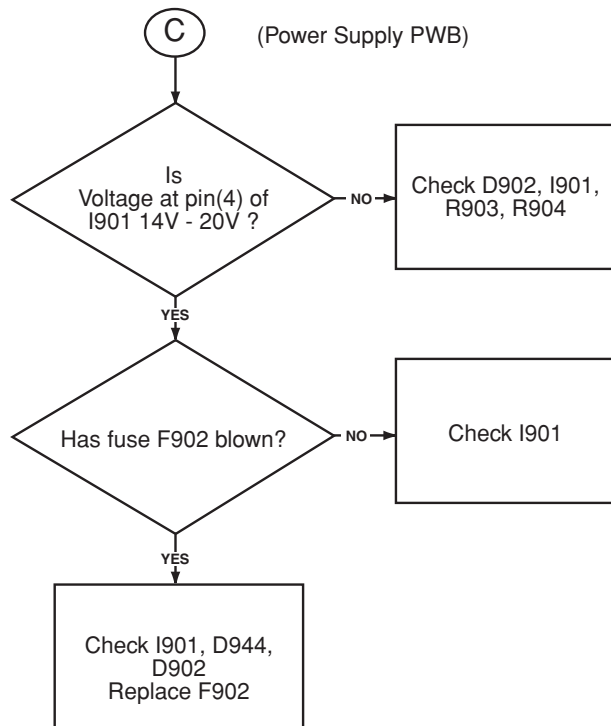 C
(Power Supply PWB)
Is
Voltage at pin(4) of
I901 14V - 20V ?
NO
Check D902, I901,
R903, R904
YES
Has fuse F902 blown?
NO
Check I901
YES
Check I901, D944,
D902
Replace F902